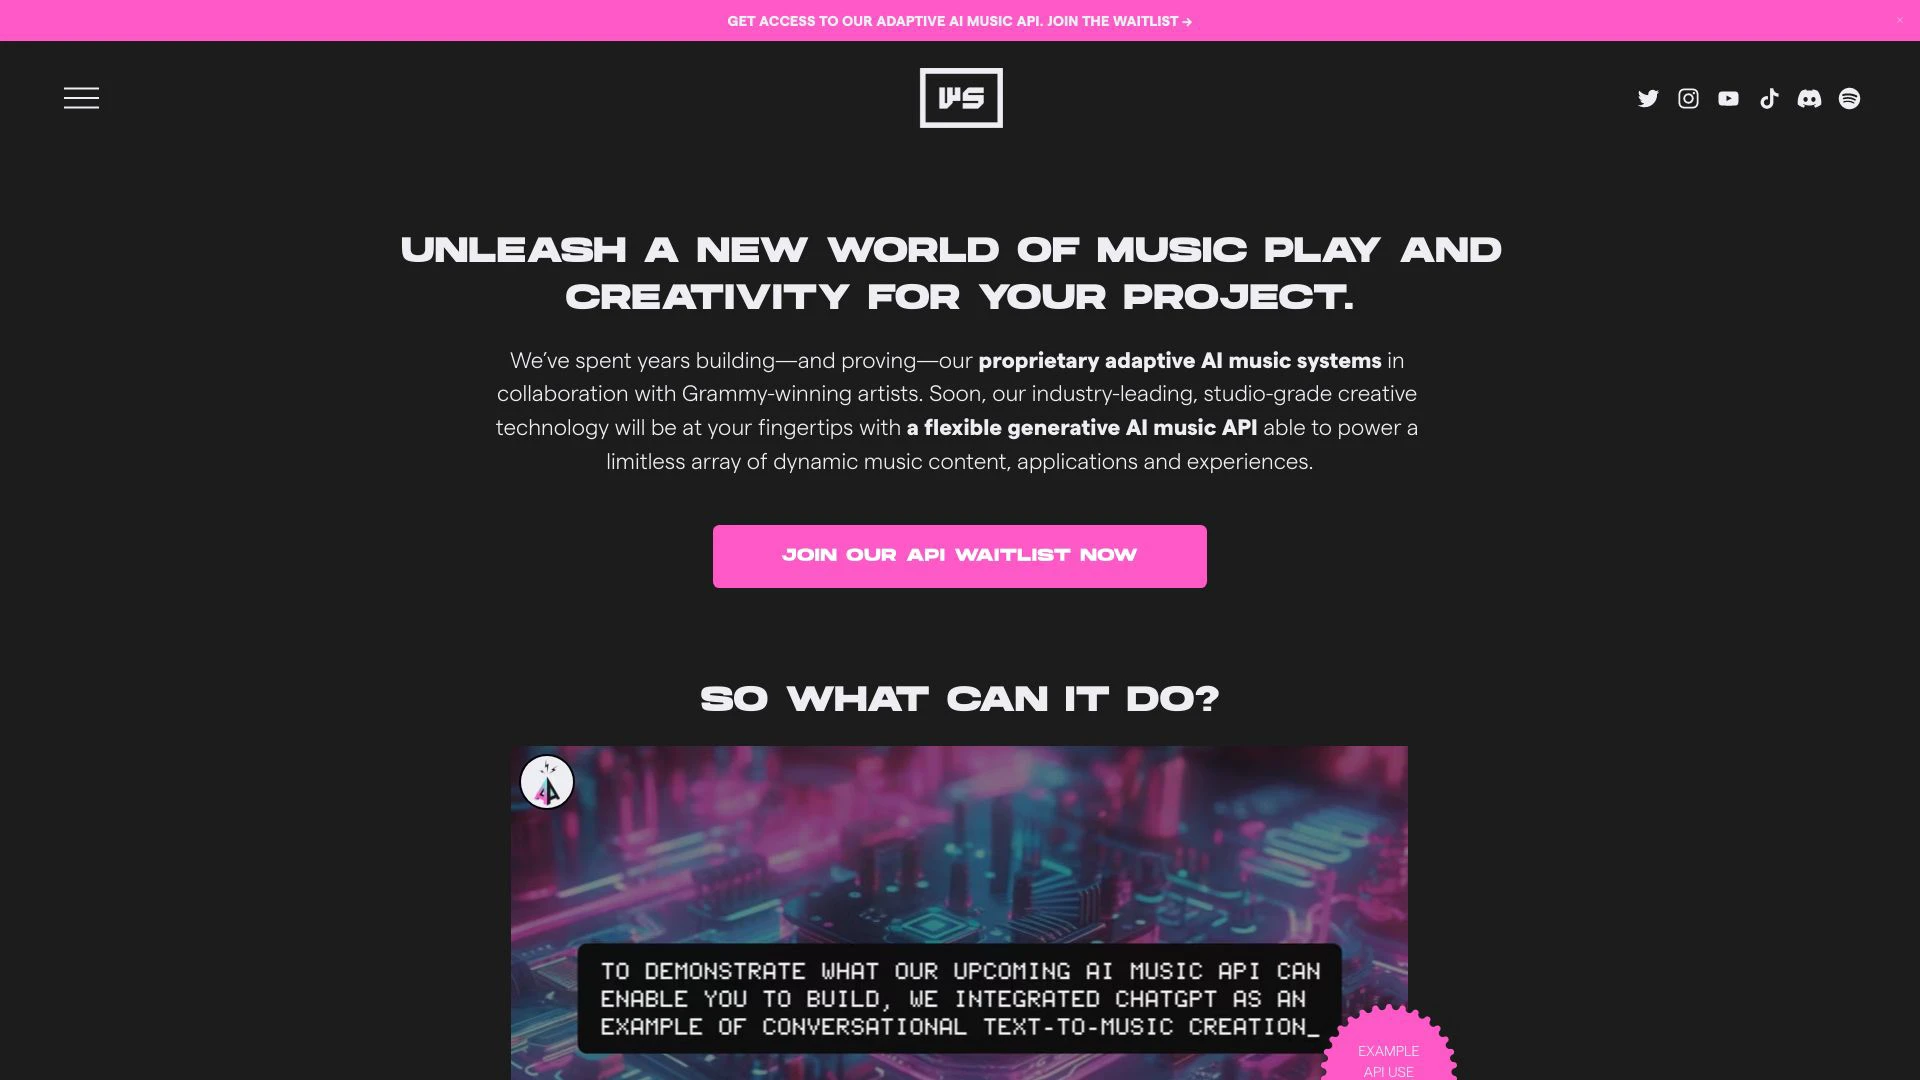 GET ACCESS TO OUR ADAPTIVE AI MUSIC API. JOIN THE WAITLIST →
WS
UNLEASH A NEW WORLD OF MUSIC PLAY AND
CREATIVITY FOR YOUR PROJECT.
We’ve spent years building—and proving—our proprietary adaptive AI music systems in
collaboration with Grammy-winning artists. Soon, our industry-leading, studio-grade creative
technology will be at your fingertips with a flexible generative AI music API able to power a
limitless array of dynamic music content, applications and experiences.
JOIN OUR API WAITLIST NOW
SO WHAT CAN IT DO?
TO DEMONSTRATE WHAT OUR UPCOMING AI MUSIC API CAN
ENABLE YOU TO BUILD, WE INTEGRATED CHATGPT AS AN
EXAMPLE OF CONVERSATIONAL TEXT-TO-MUSIC CREATION_
EXAMPLE
API USE